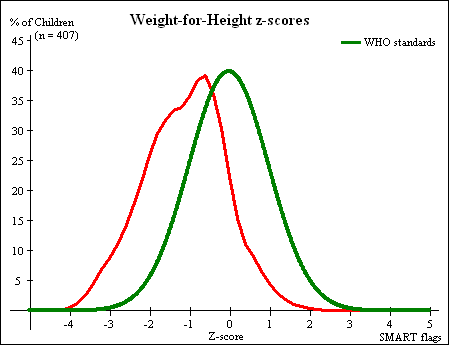 Weight-for-Height z-scores
% of Children
(n = 407)
WHO standards
45
40
35
30
25
20
15
10
5
-4 -3 -2 -1 0 1 2 3 4 5
Z-score
SMART flags